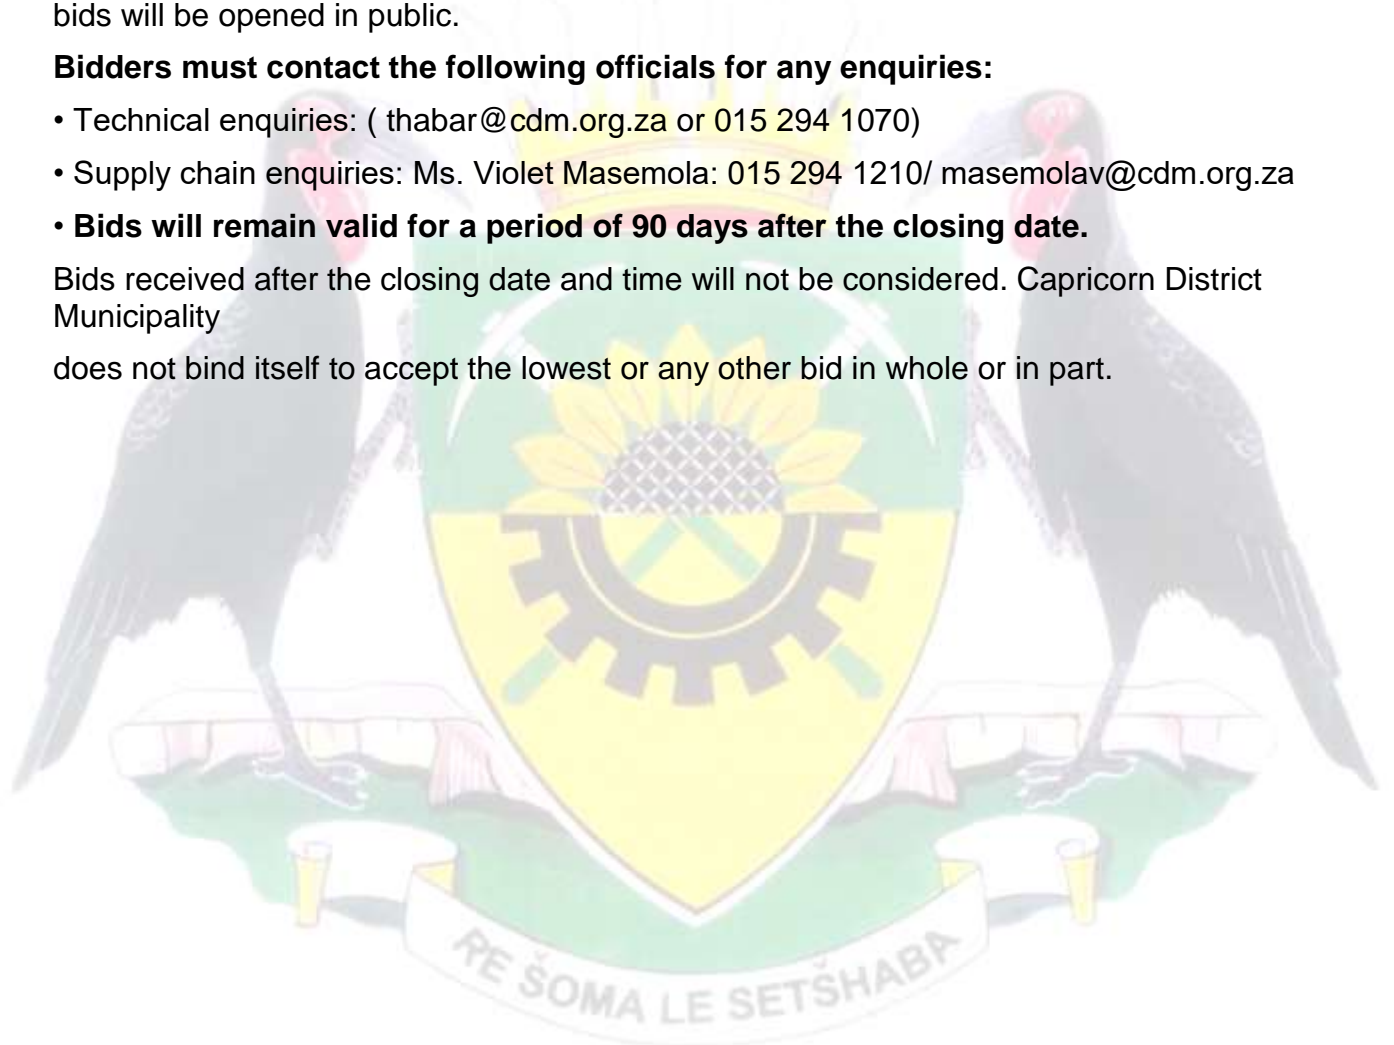 bids will be opened in public.
Bidders must contact the following officials for any enquiries:
• Technical enquiries: ( thabar@cdm.org.za or 015 294 1070)
• Supply chain enquiries: Ms. Violet Masemola: 015 294 1210/ masemolav@cdm.org.za
• Bids will remain valid for a period of 90 days after the closing date.
Bids received after the closing date and time will not be considered. Capricorn District
Municipality
does not bind itself to accept the lowest or any other bid in whole or in part.
RE ŠOMA LE SETŠHABA